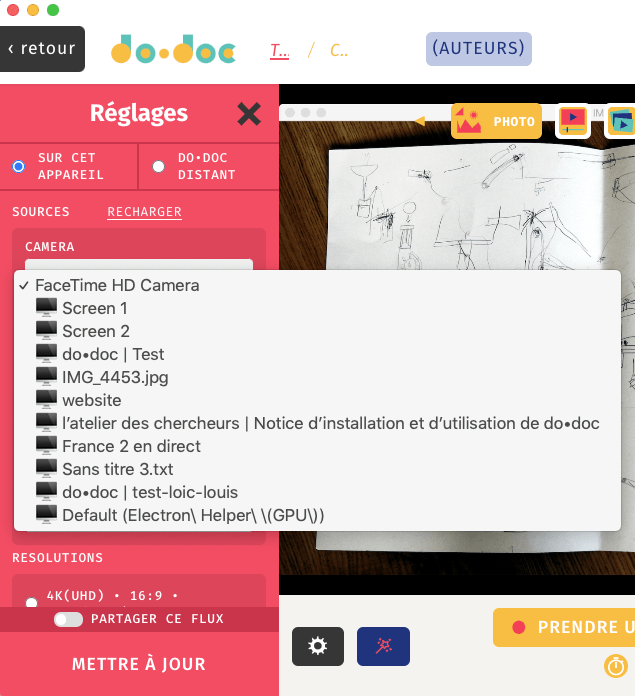 ‹ retour
do•doc
T...
/
C..
(AUTEURS)
Réglages
SUR CET
APPAREIL
DO•DOC
DISTANT
PHOTO
IM
SOURCES
RECHARGER
CAMERA
✓ FaceTime HD Camera
Screen 1
Screen 2
do•doc | Test
IMG_4453.jpg
website
l’atelier des chercheurs | Notice d’installation et d’utilisation de do•doc
France 2 en direct
Sans titre 3.txt
do•doc | test-loic-louis
Default (Electron\ Helper\ \(GPU\))
RESOLUTIONS
4K(UHD) • 16:9 •
PARTAGER CE FLUX
METTRE À JOUR
PRENDRE U